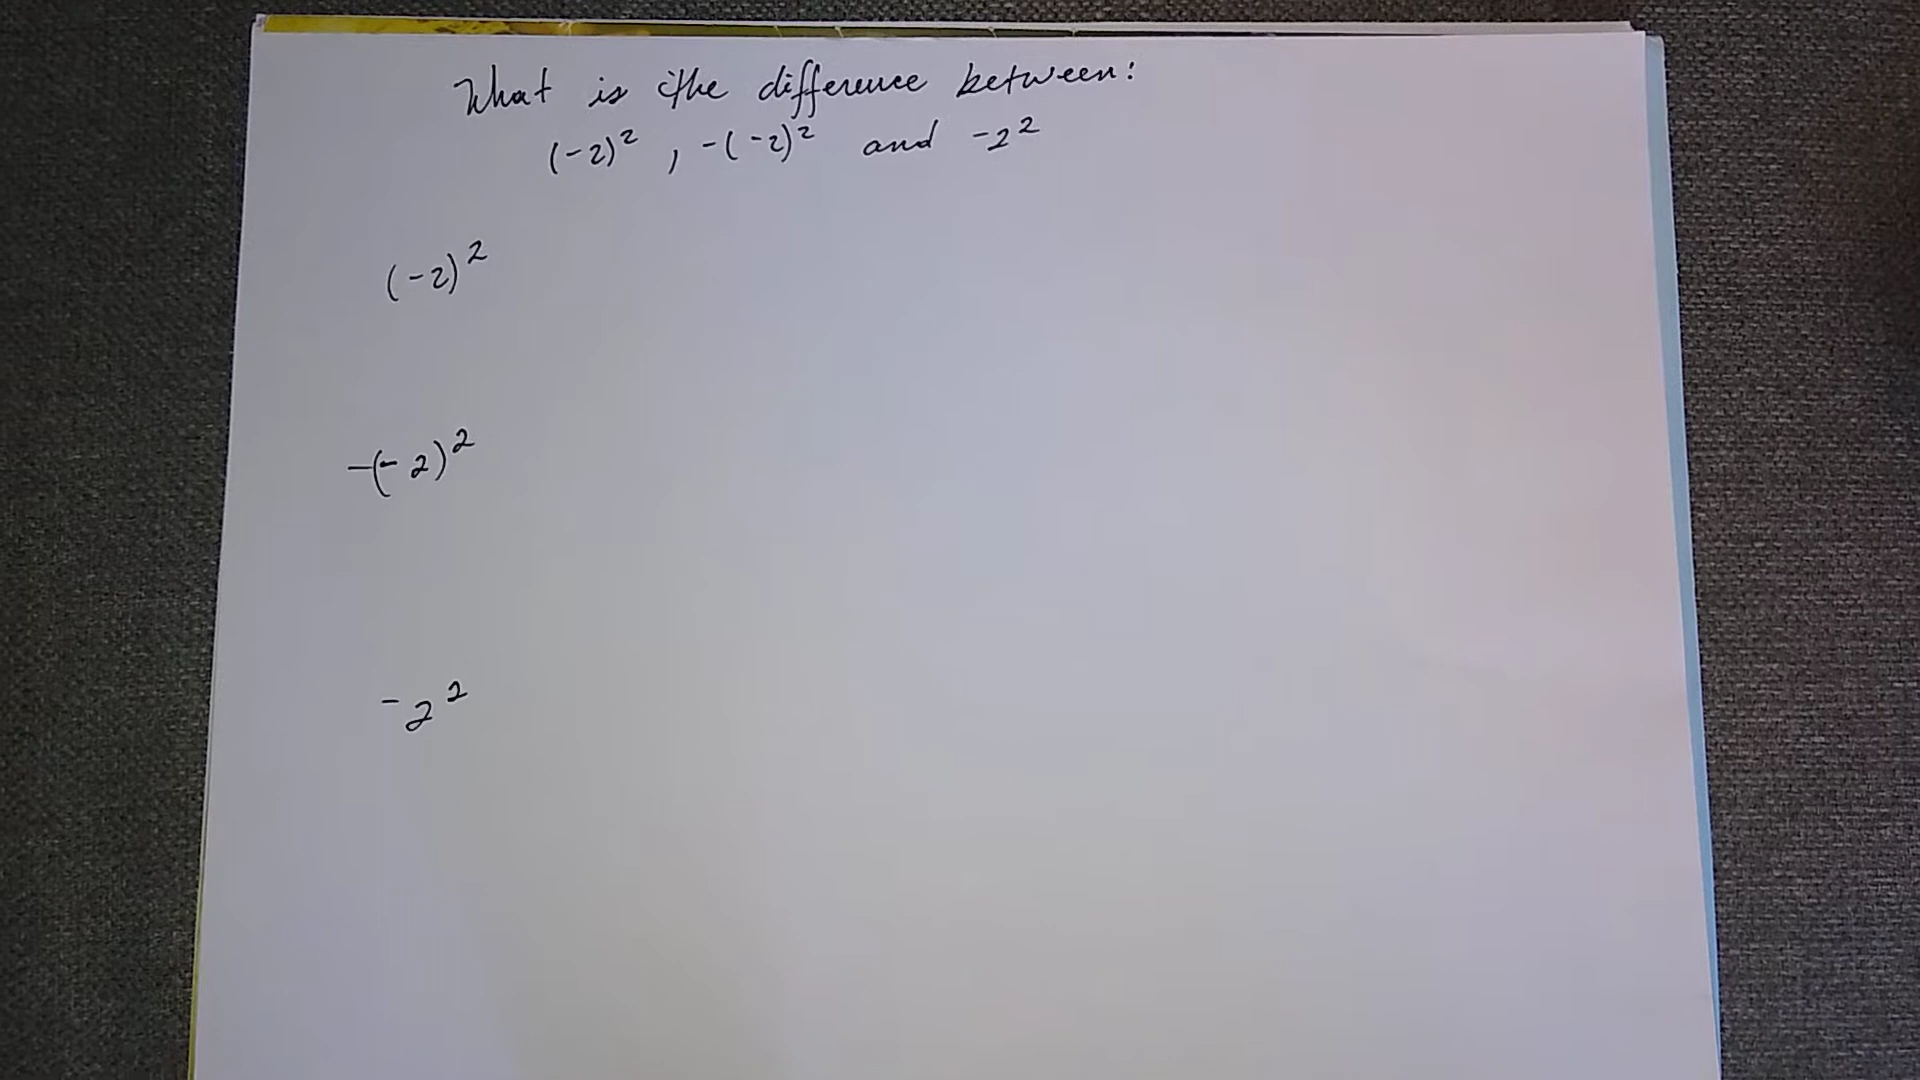 What is the difference between:
(-2)², -(-2)² and -2²
(-2)²
-(-2)²
-2²